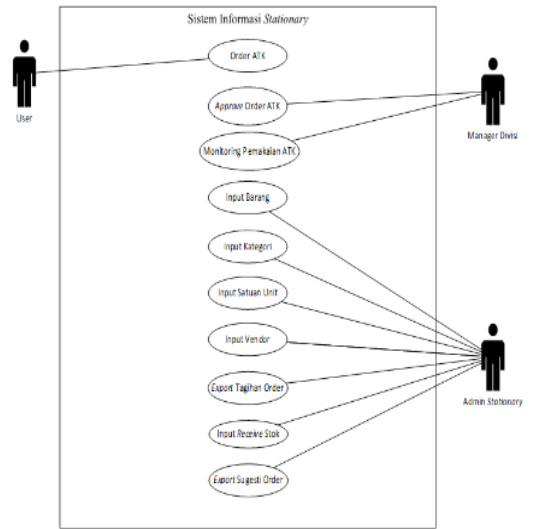 Sistem Informasi Stationary
Order ATK
User
Approve Order ATK
Manager Divisi
Monitoring Pemakaian ATK
Input Barang
Input Kategori
Input Satuan Unit
Input Vendor
Export Tagihan Order
Admin Stationary
Input Receive Stok
Export Sugesti Order